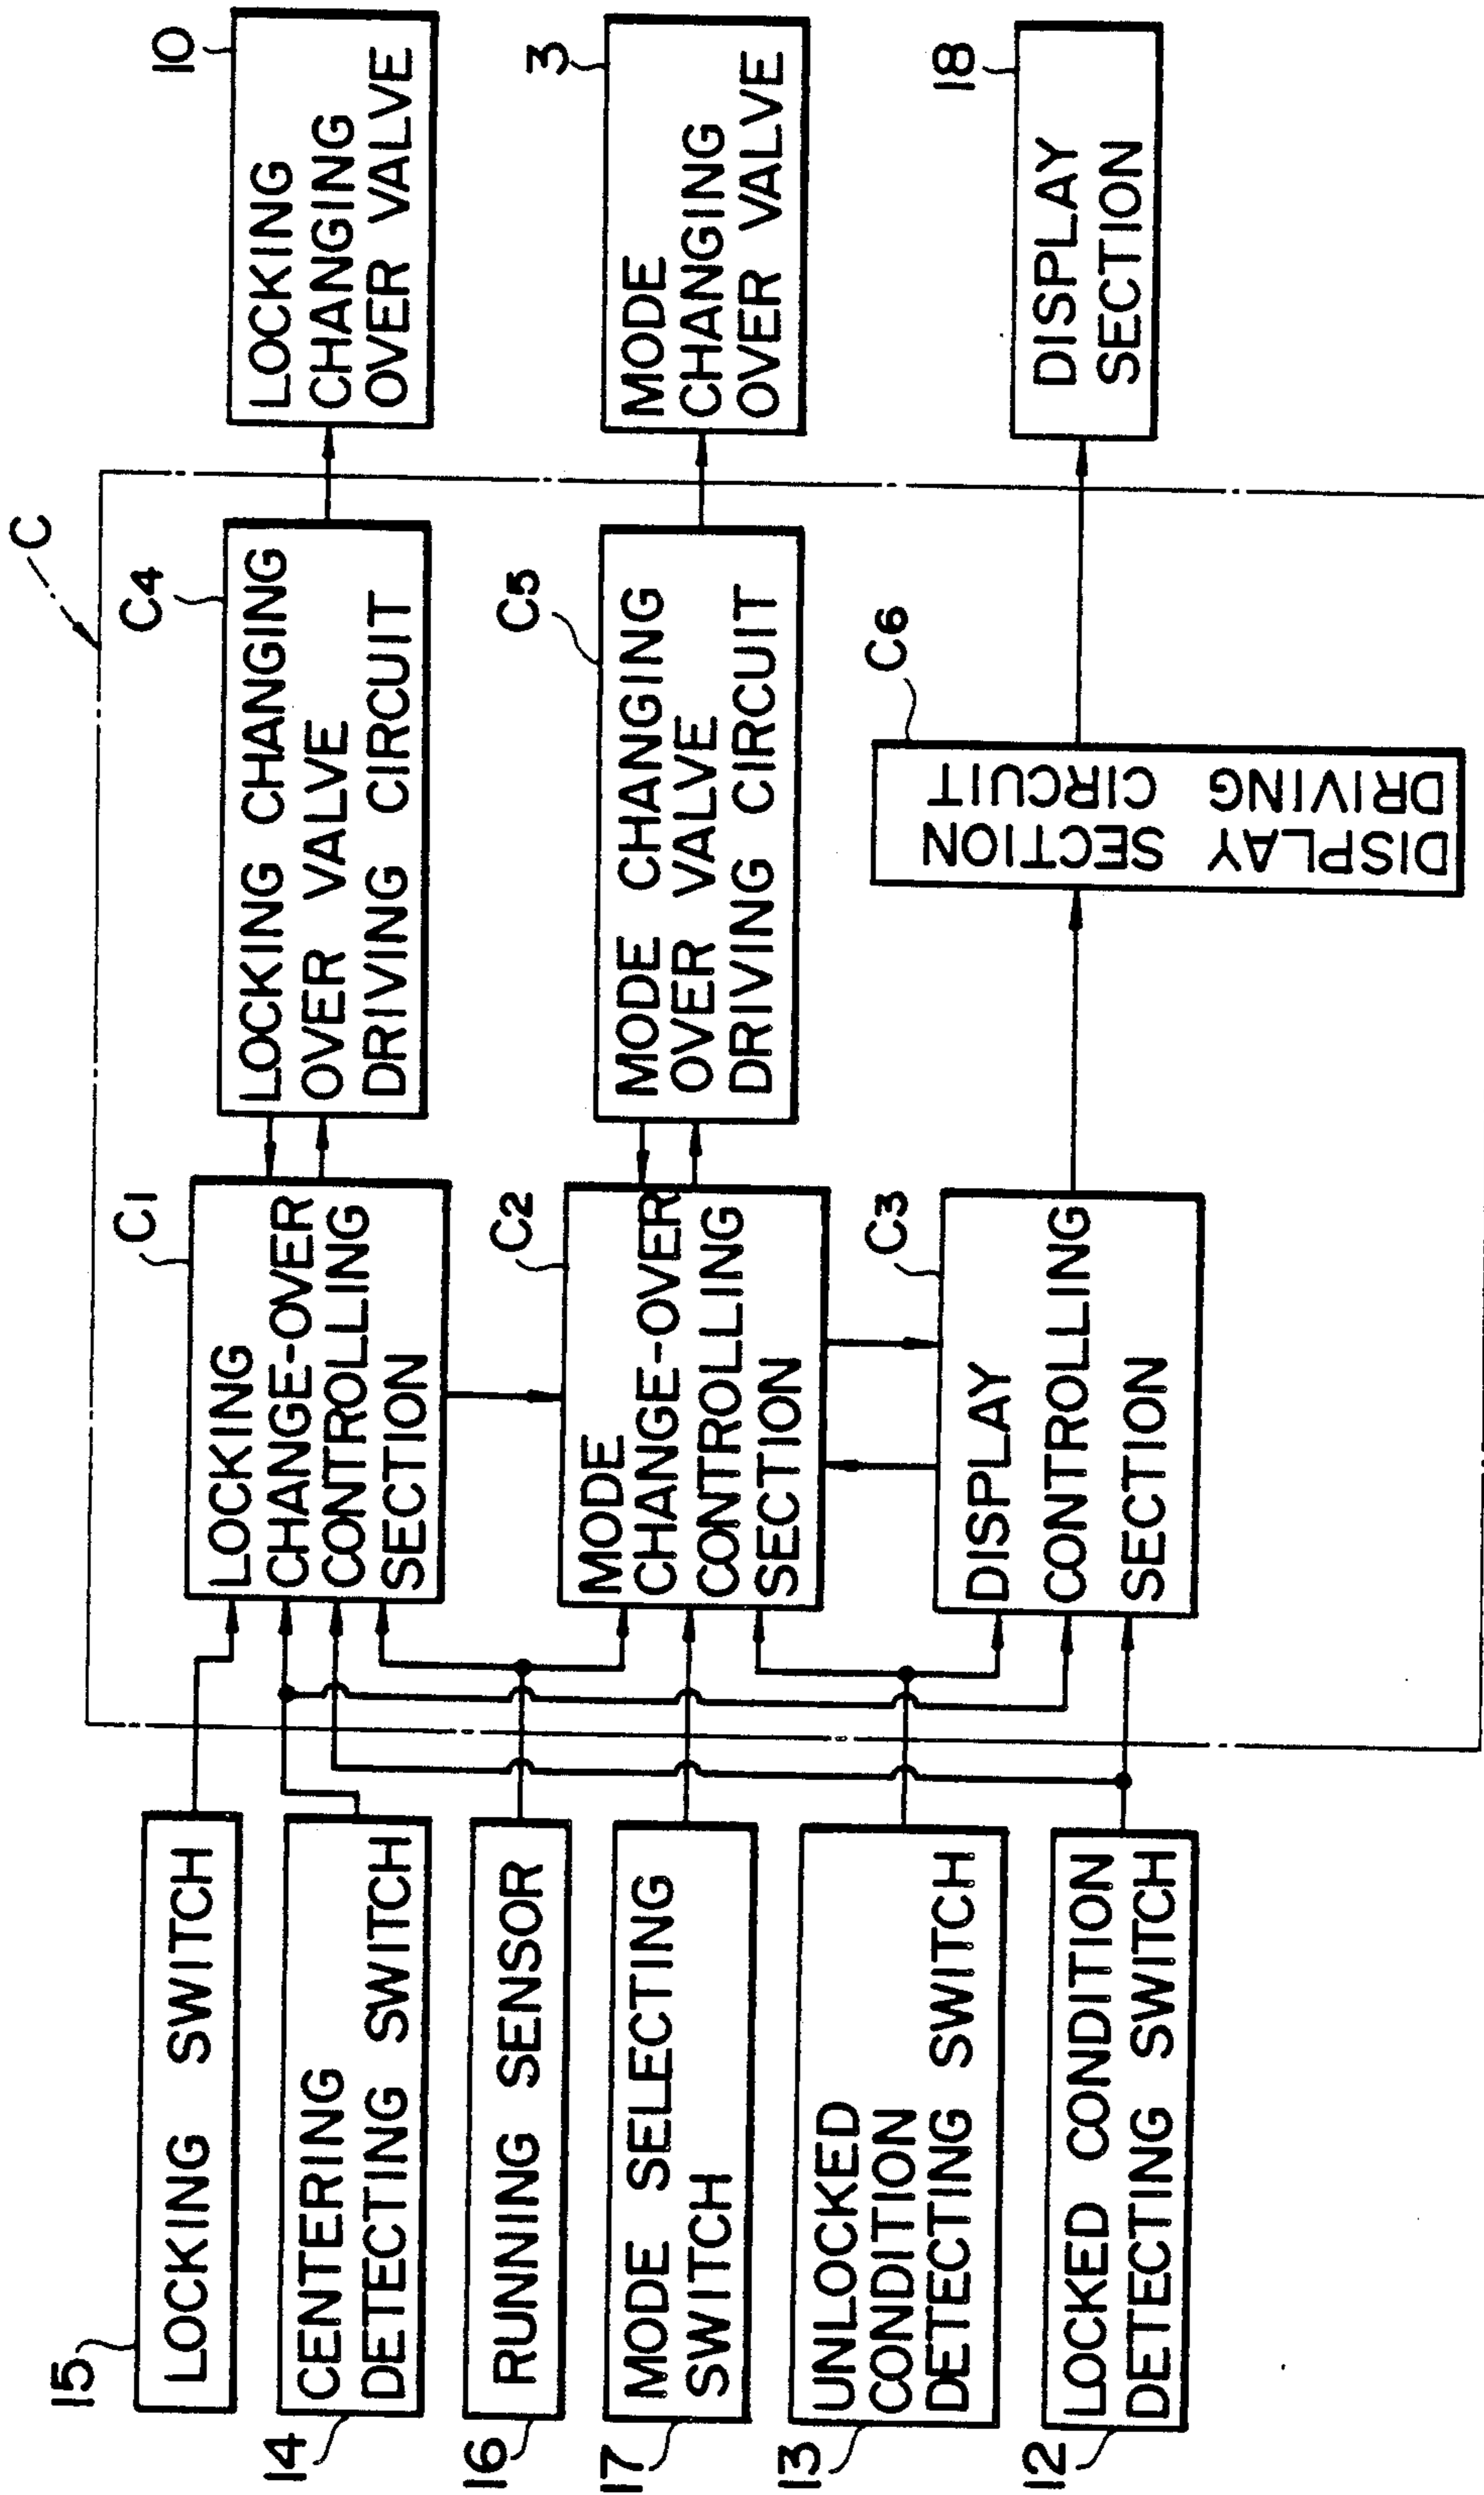 15
LOCKING SWITCH
14
CENTERING
DETECTING SWITCH
16
RUNNING SENSOR
17
MODE SELECTING
SWITCH
13
UNLOCKED
CONDITION
DETECTING SWITCH
12
LOCKED CONDITION
DETECTING SWITCH
C
C1
LOCKING
CHANGE-OVER
CONTROLLING
SECTION
C2
MODE
CHANGE-OVER
CONTROLLING
SECTION
C3
DISPLAY
CONTROLLING
SECTION
C4
LOCKING CHANGING
OVER VALVE
DRIVING CIRCUIT
C5
MODE CHANGING
OVER VALVE
DRIVING CIRCUIT
C6
DISPLAY SECTION
DRIVING CIRCUIT
10
LOCKING
CHANGING
OVER VALVE
3
MODE
CHANGING
OVER VALVE
18
DISPLAY
SECTION